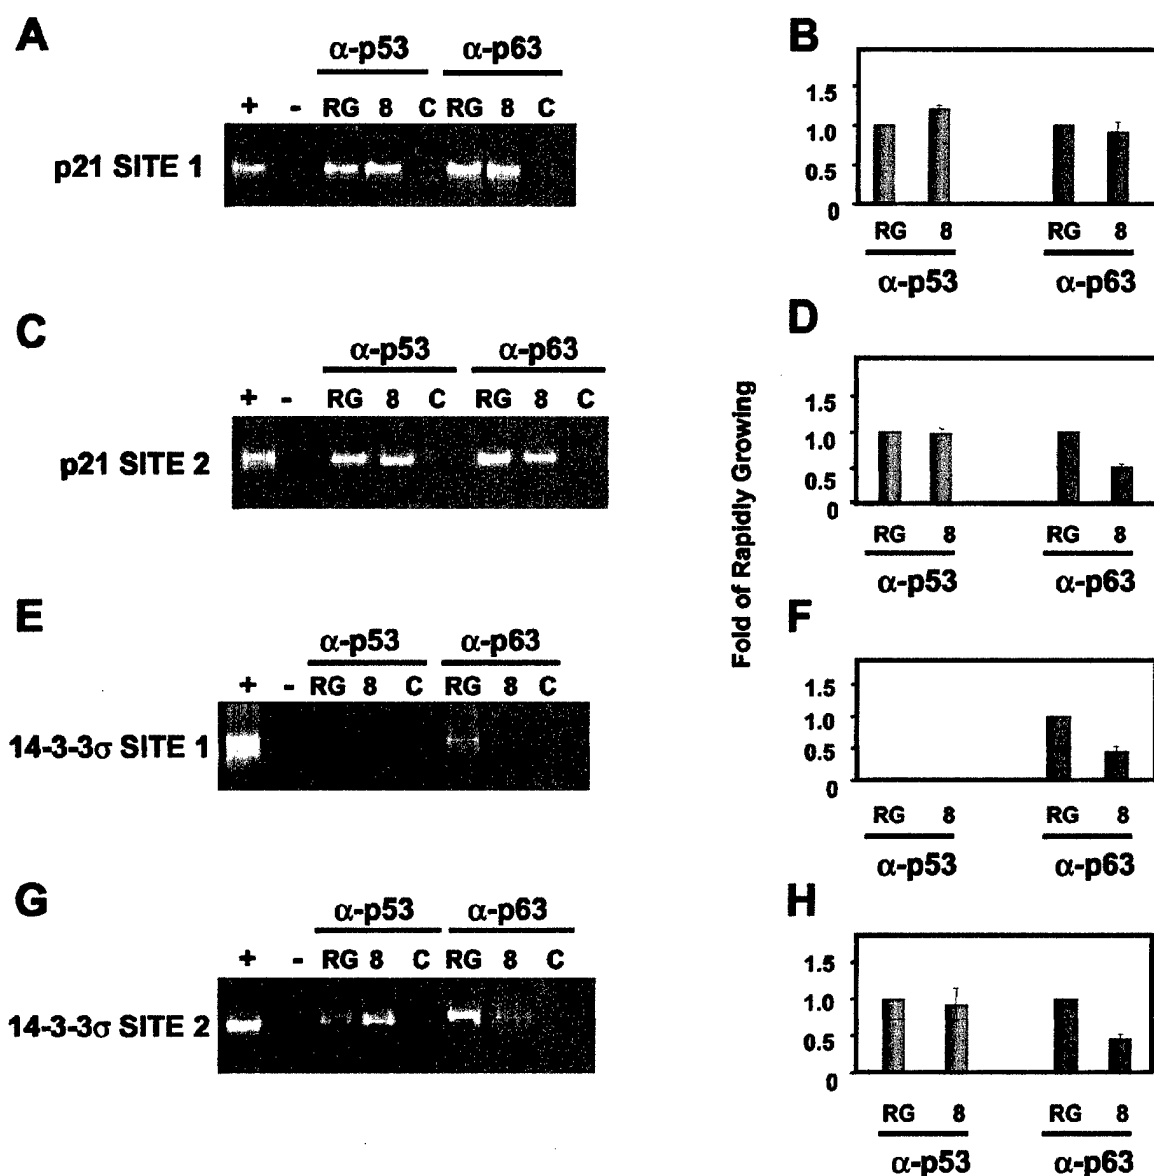 A
α-p53 α-p63
+ - RG 8 C RG 8 C
p21 SITE 1
B
1.5
1.0
0.5
0
RG 8 RG 8
α-p53 α-p63
C
α-p53 α-p63
+ - RG 8 C RG 8 C
p21 SITE 2
D
1.5
1.0
0.5
0
RG 8 RG 8
α-p53 α-p63
Fold of Rapidly Growing
E
α-p53 α-p63
+ - RG 8 C RG 8 C
14-3-3σ SITE 1
F
1.5
1.0
0.5
0
RG 8 RG 8
α-p53 α-p63
G
α-p53 α-p63
+ - RG 8 C RG 8 C
14-3-3σ SITE 2
H
1.5
1.0
0.5
0
RG 8 RG 8
α-p53 α-p63